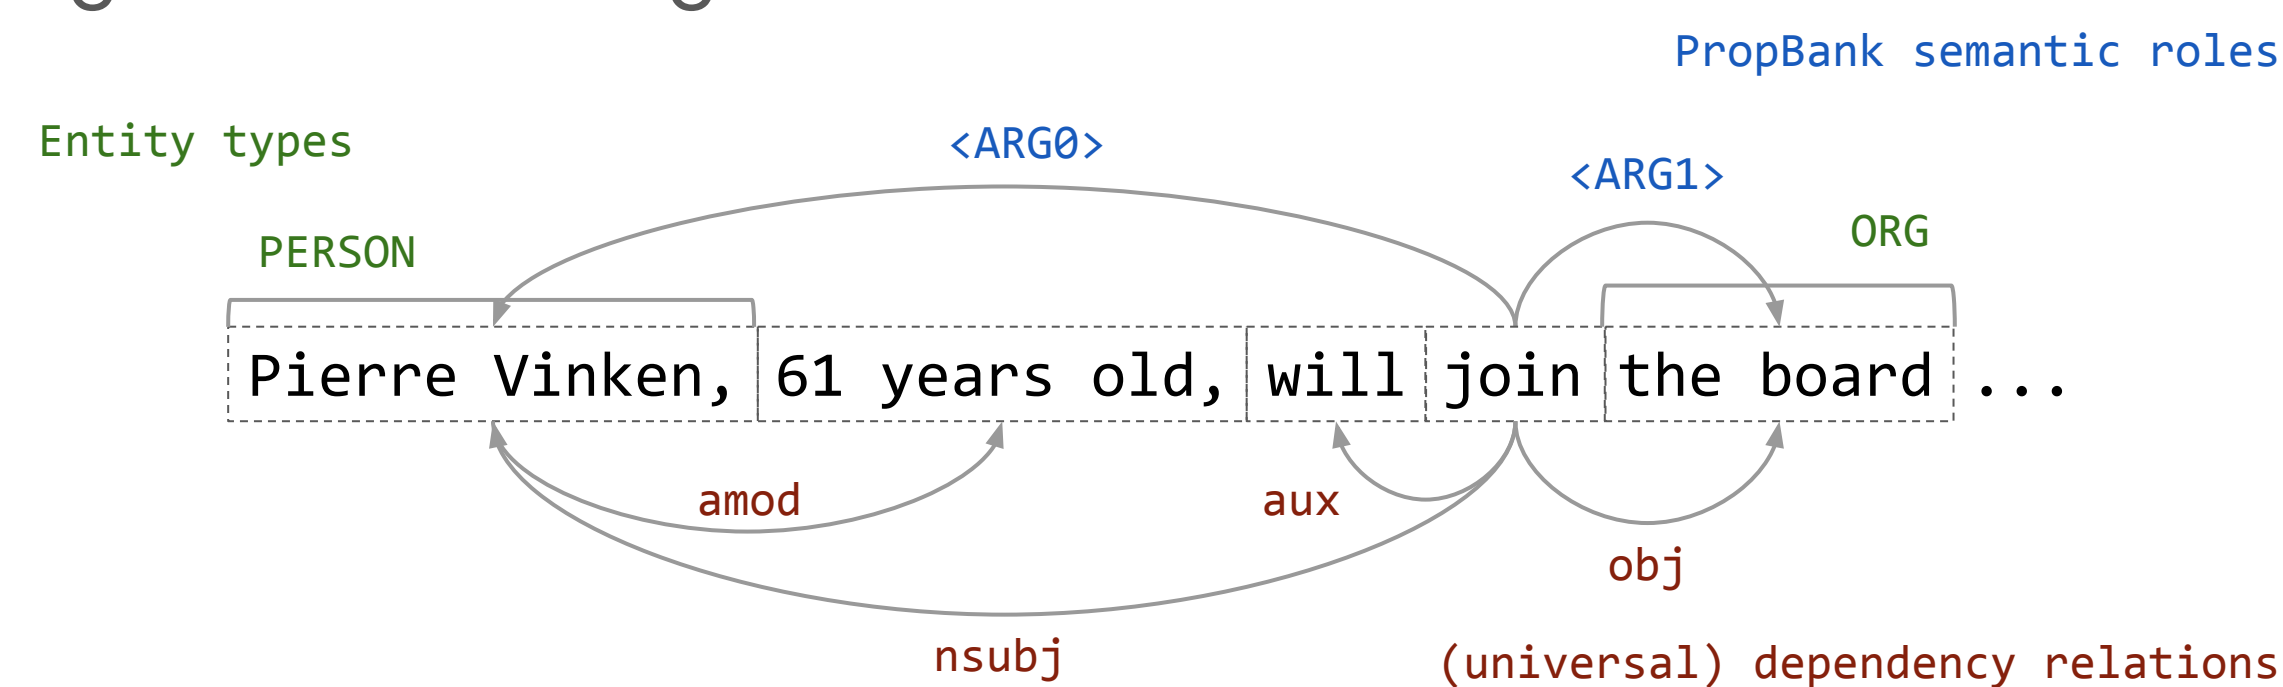 PropBank semantic roles
Entity types
<ARG0>
<ARG1>
PERSON
ORG
Pierre Vinken, 61 years old, will join the board ...
amod
aux
obj
nsubj
(universal) dependency relations